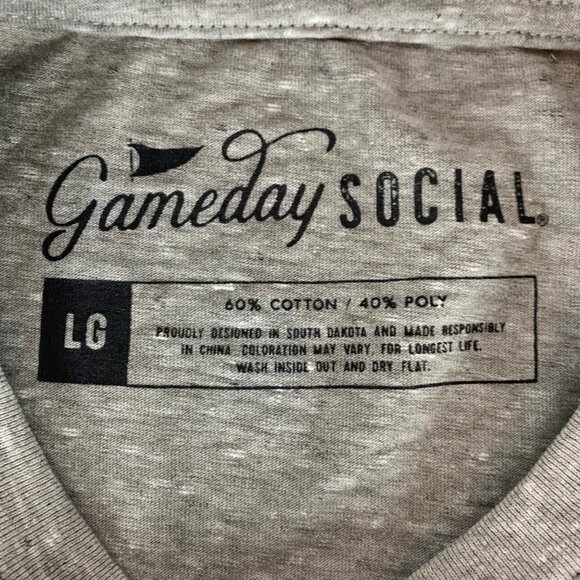 Gameday SOCIAL®
LG
60% COTTON / 40% POLY
PROUDLY DESIGNED IN SOUTH DAKOTA AND MADE RESPONSIBLY
IN CHINA. COLORATION MAY VARY, FOR LONGEST LIFE.
WASH INSIDE OUT AND DRY FLAT.